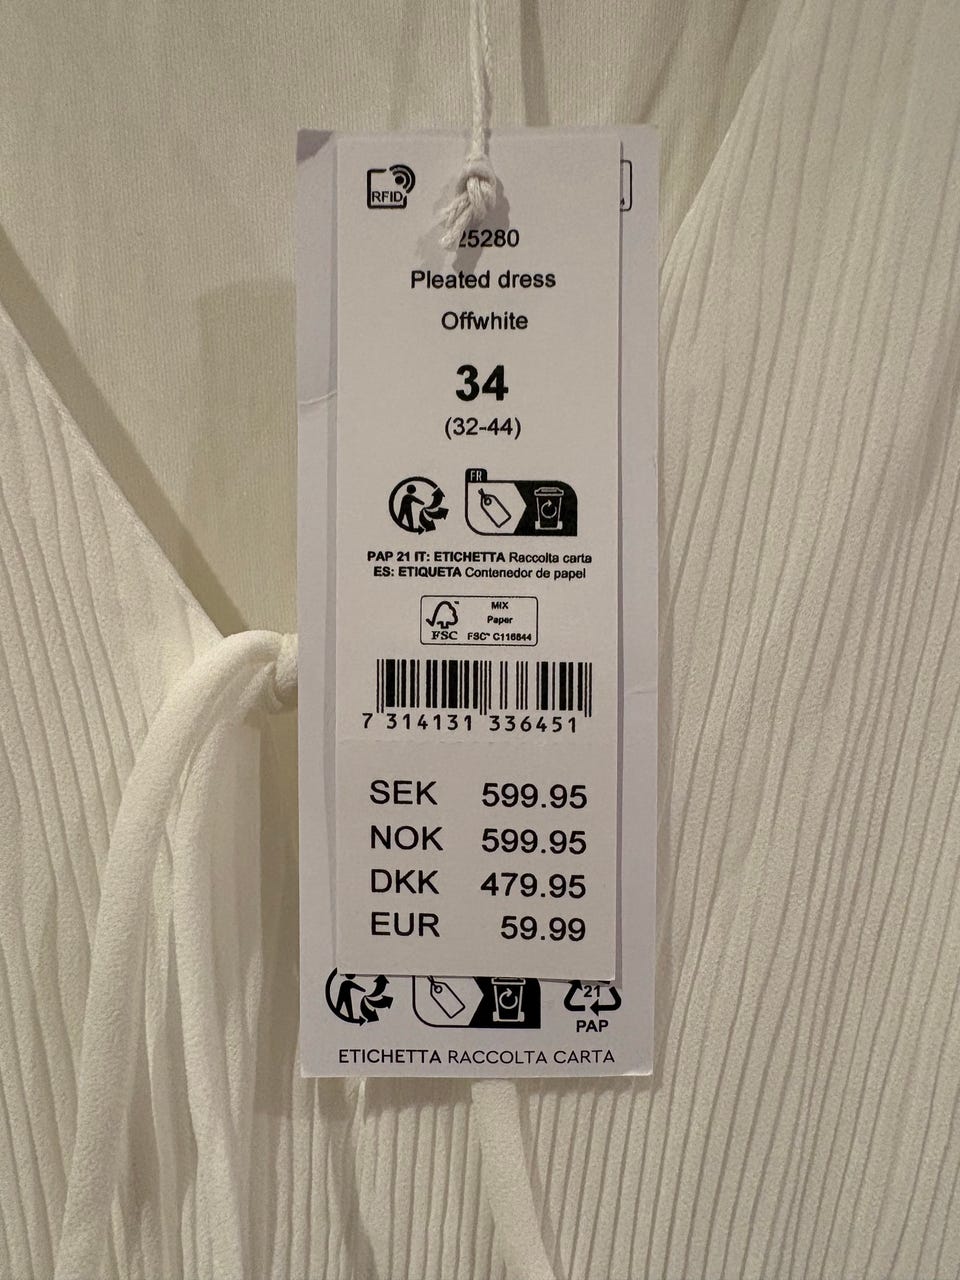 RFID
25280
Pleated dress
Offwhite
34
(32-44)
FR
PAP 21 IT: ETICHETTA Raccolta carta
ES: ETIQUETA Contenedor de papel
MIX
Paper
FSC™ C116844
FSC
7 314131 336451
SEK 599.95
NOK 599.95
DKK 479.95
EUR 59.99
21
PAP
ETICHETTA RACCOLTA CARTA